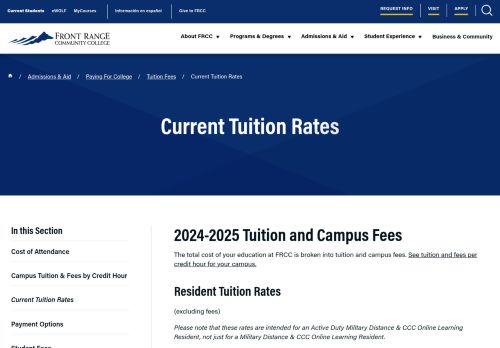 Current Students eWOLF MyCourses Información en español Give to FRCC REQUEST INFO VISIT APPLY
FRONT RANGE
COMMUNITY COLLEGE
About FRCC Programs & Degrees Admissions & Aid Student Experience Business & Community
/ Admissions & Aid / Paying For College / Tuition Fees / Current Tuition Rates
Current Tuition Rates
In this Section
Cost of Attendance
Campus Tuition & Fees by Credit Hour
Current Tuition Rates
Payment Options
Student Fees
2024-2025 Tuition and Campus Fees
The total cost of your education at FRCC is broken into tuition and campus fees. See tuition and fees per
credit hour for your campus.
Resident Tuition Rates
(excluding fees)
Please note that these rates are intended for an Active Duty Military Distance & CCC Online Learning
Resident, not just for a Military Distance & CCC Online Learning Resident.